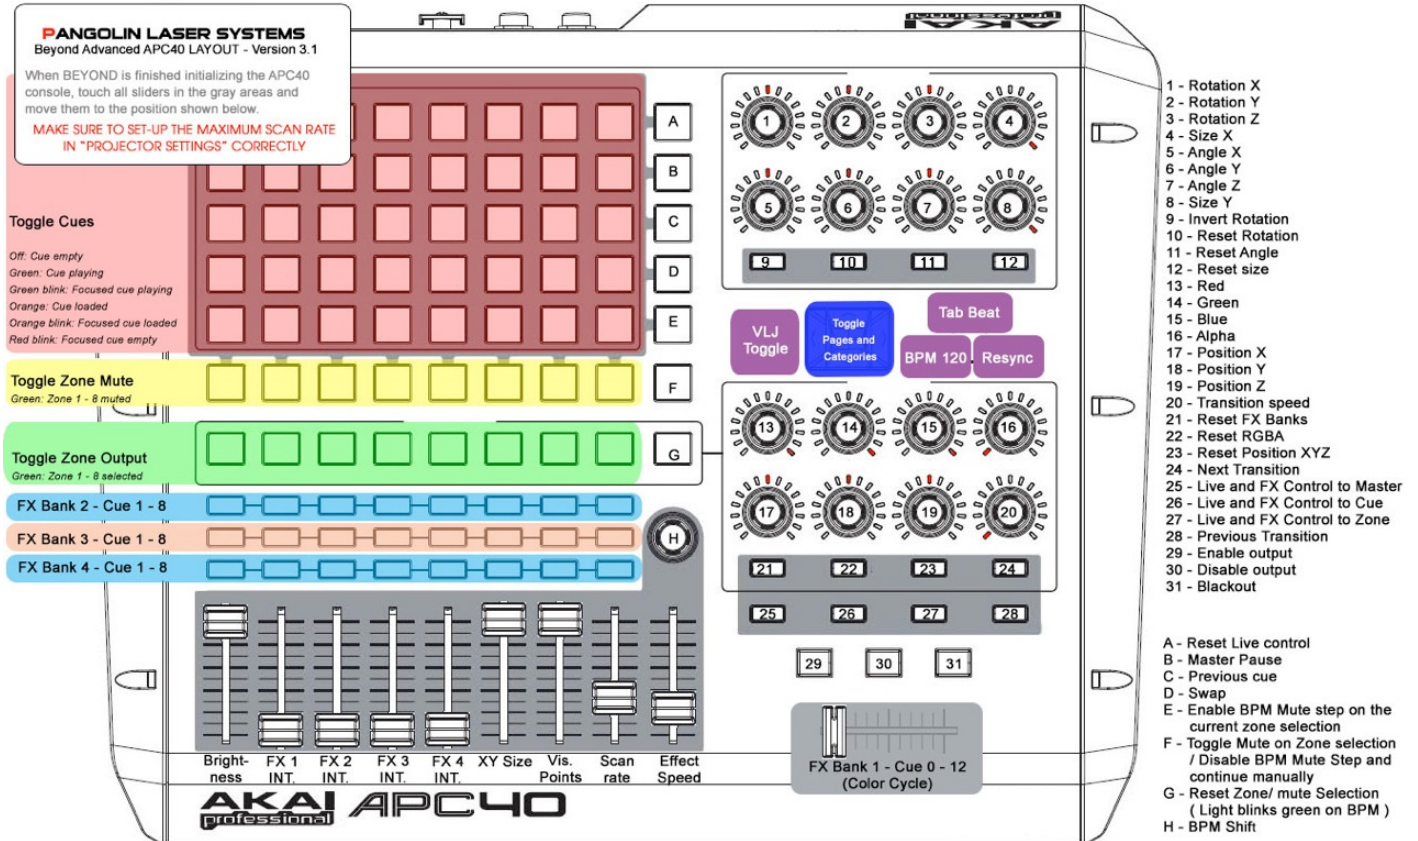 PANGOLIN LASER SYSTEMS
Beyond Advanced APC40 LAYOUT - Version 3.1
When BEYOND is finished initializing the APC40
console, touch all sliders in the gray areas and
move them to the position shown below.
MAKE SURE TO SET-UP THE MAXIMUM SCAN RATE
IN "PROJECTOR SETTINGS" CORRECTLY
AKAI
professional
Toggle Cues
Off: Cue empty
Green: Cue playing
Green blink: Focused cue playing
Orange: Cue loaded
Orange blink: Focused cue loaded
Red blink: Focused cue empty
A
B
C
D
E
Toggle Zone Mute
Green: Zone 1 - 8 muted
F
Toggle Zone Output
Green: Zone 1 - 8 selected
G
FX Bank 2 - Cue 1 - 8
FX Bank 3 - Cue 1 - 8
FX Bank 4 - Cue 1 - 8
H
Bright-
ness
FX 1
INT.
FX 2
INT.
FX 3
INT.
FX 4
INT.
XY Size
Vis.
Points
Scan
rate
Effect
Speed
AKAI
professional
APC40
1 2 3 4
5 6 7 8
9 10 11 12
VLJ
Toggle
Toggle
Pages and
Categories
Tab Beat
BPM 120
Resync
13 14 15 16
17 18 19 20
21 22 23 24
25 26 27 28
29 30 31
FX Bank 1 - Cue 0 - 12
(Color Cycle)
1 - Rotation X
2 - Rotation Y
3 - Rotation Z
4 - Size X
5 - Angle X
6 - Angle Y
7 - Angle Z
8 - Size Y
9 - Invert Rotation
10 - Reset Rotation
11 - Reset Angle
12 - Reset size
13 - Red
14 - Green
15 - Blue
16 - Alpha
17 - Position X
18 - Position Y
19 - Position Z
20 - Transition speed
21 - Reset FX Banks
22 - Reset RGBA
23 - Reset Position XYZ
24 - Next Transition
25 - Live and FX Control to Master
26 - Live and FX Control to Cue
27 - Live and FX Control to Zone
28 - Previous Transition
29 - Enable output
30 - Disable output
31 - Blackout
A - Reset Live control
B - Master Pause
C - Previous cue
D - Swap
E - Enable BPM Mute step on the
current zone selection
F - Toggle Mute on Zone selection
/ Disable BPM Mute Step and
continue manually
G - Reset Zone/ mute Selection
( Light blinks green on BPM )
H - BPM Shift